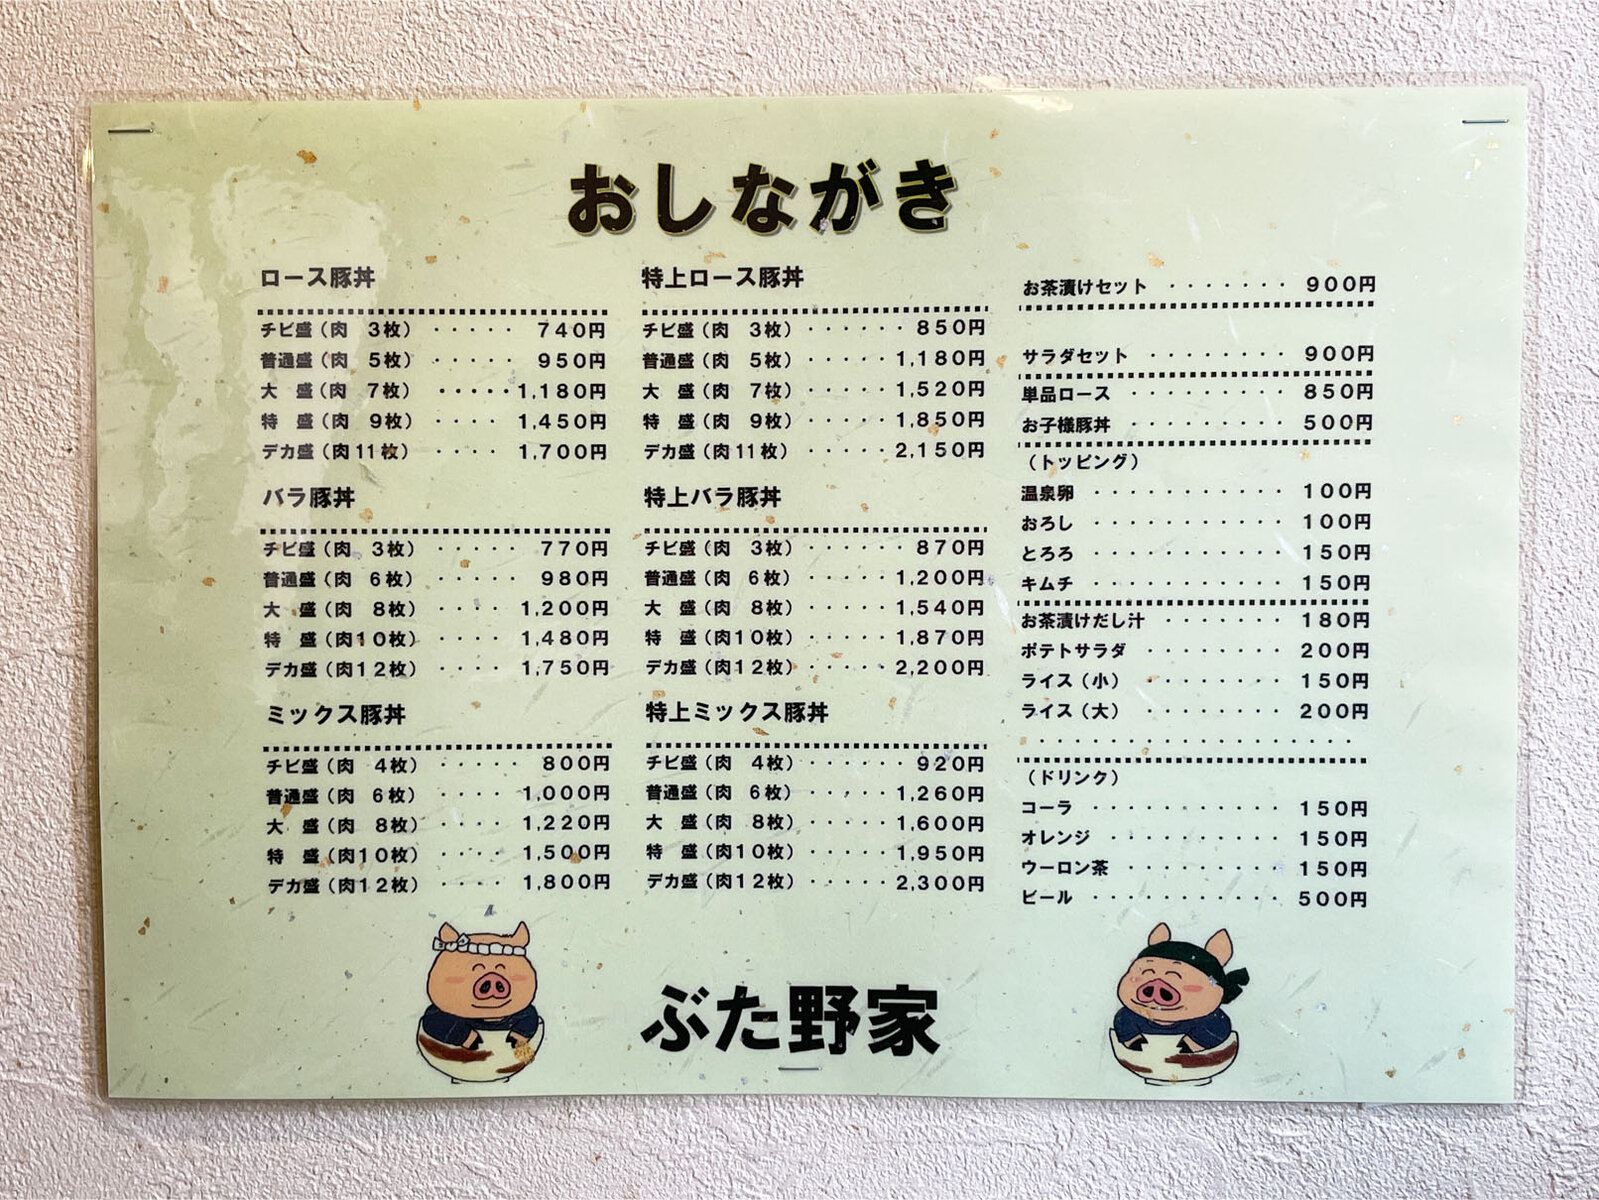 おしながき
ロース豚丼
チビ盛（肉　3枚）　・・・・・　740円
普通盛（肉　5枚）　・・・・・　950円
大　盛（肉　7枚）　・・・・・1,180円
特　盛（肉　9枚）　・・・・　1,450円
デカ盛（肉11枚）　・・・・　1,700円
バラ豚丼
チビ盛（肉　3枚）　・・・・・　770円
普通盛（肉　6枚）　・・・・・　980円
大　盛（肉　8枚）　・・・・　1,200円
特　盛（肉10枚）　・・・・　1,480円
デカ盛（肉12枚）　・・・・　1,750円
ミックス豚丼
チビ盛（肉　4枚）　・・・・・　800円
普通盛（肉　6枚）　・・・・　1,000円
大　盛（肉　8枚）　・・・・　1,220円
特　盛（肉10枚）　・・・・　1,500円
デカ盛（肉12枚）　・・・・　1,800円
特上ロース豚丼
チビ盛（肉　3枚）・・・・・・850円
普通盛（肉　5枚）・・・・・1,180円
大　盛（肉　7枚）・・・・・1,520円
特　盛（肉　9枚）・・・・・1,850円
デカ盛（肉11枚）・・・・・2,150円
特上バラ豚丼
チビ盛（肉　3枚）・・・・・・870円
普通盛（肉　6枚）・・・・・1,200円
大　盛（肉　8枚）・・・・・1,540円
特　盛（肉10枚）・・・・・1,870円
デカ盛（肉12枚）・・・・・2,200円
特上ミックス豚丼
チビ盛（肉　4枚）・・・・・・920円
普通盛（肉　6枚）・・・・・1,260円
大　盛（肉　8枚）・・・・・1,600円
特　盛（肉10枚）・・・・・1,950円
デカ盛（肉12枚）・・・・・2,300円
お茶漬けセット　・・・・・・・　900円
サラダセット　・・・・・・・・　900円
単品ロース　・・・・・・・・・　850円
お子様豚丼　・・・・・・・・・　500円
（トッピング）
温泉卵　・・・・・・・・・・・　100円
おろし　・・・・・・・・・・・　100円
とろろ　・・・・・・・・・・・　150円
キムチ　・・・・・・・・・・・　150円
お茶漬けだし汁　・・・・・・・　180円
ポテトサラダ　・・・・・・・・　200円
ライス（小）　・・・・・・・・　150円
ライス（大）　・・・・・・・・　200円
（ドリンク）
コーラ　・・・・・・・・・・・　150円
オレンジ　・・・・・・・・・・　150円
ウーロン茶　・・・・・・・・・　150円
ビール　・・・・・・・・・・・　500円
ぶた野家